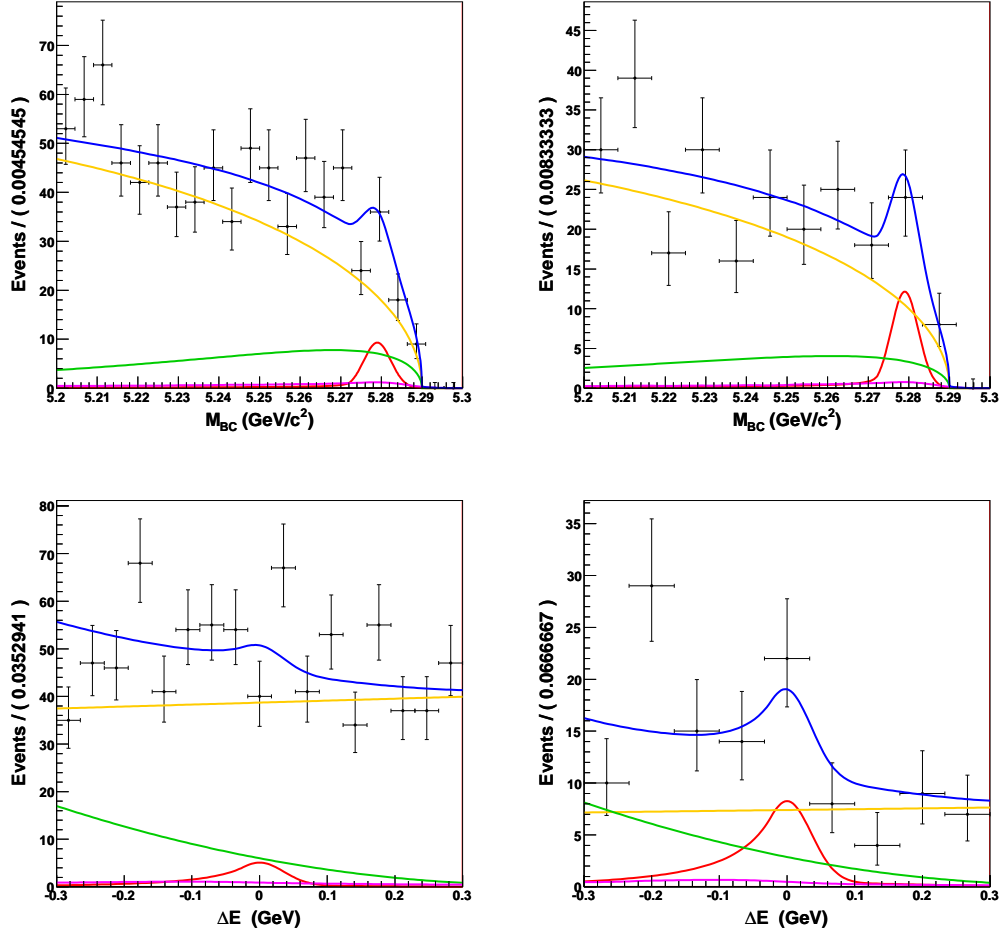 Events / ( 0.00454545 )
70
60
50
40
30
20
10
0
5.2 5.21 5.22 5.23 5.24 5.25 5.26 5.27 5.28 5.29 5.3
M_BC (GeV/c²)
Events / ( 0.00833333 )
45
40
35
30
25
20
15
10
5
0
5.2 5.21 5.22 5.23 5.24 5.25 5.26 5.27 5.28 5.29 5.3
M_BC (GeV/c²)
Events / ( 0.0352941 )
80
70
60
50
40
30
20
10
0
-0.3 -0.2 -0.1 0 0.1 0.2 0.3
ΔE (GeV)
Events / ( 0.0666667 )
35
30
25
20
15
10
5
0
-0.3 -0.2 -0.1 0 0.1 0.2 0.3
ΔE (GeV)